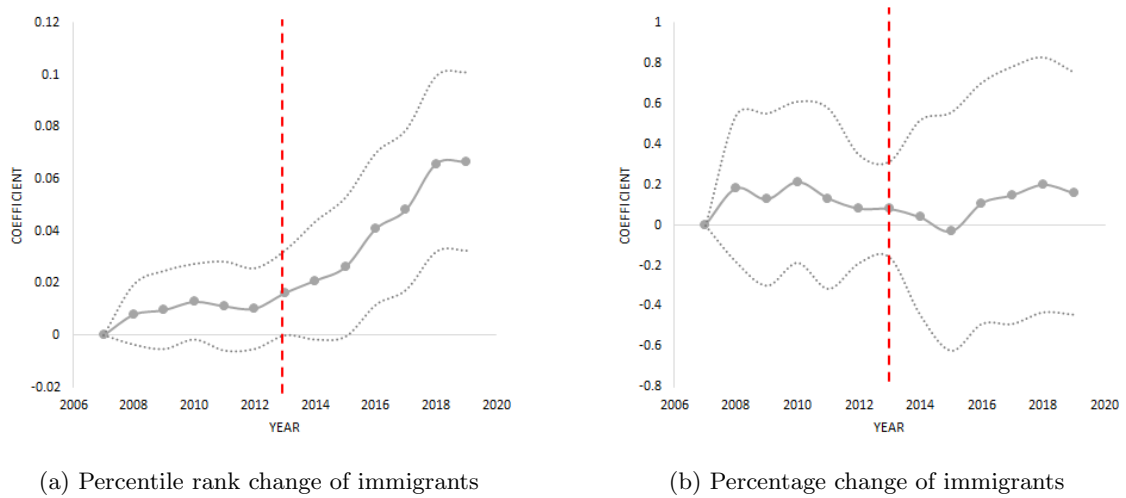 0.12
0.1
0.08
0.06
0.04
0.02
0
-0.02
COEFFICIENT
2006 2008 2010 2012 2014 2016 2018 2020
YEAR
(a) Percentile rank change of immigrants
1
0.8
0.6
0.4
0.2
0
-0.2
-0.4
-0.6
-0.8
COEFFICIENT
2006 2008 2010 2012 2014 2016 2018 2020
YEAR
(b) Percentage change of immigrants